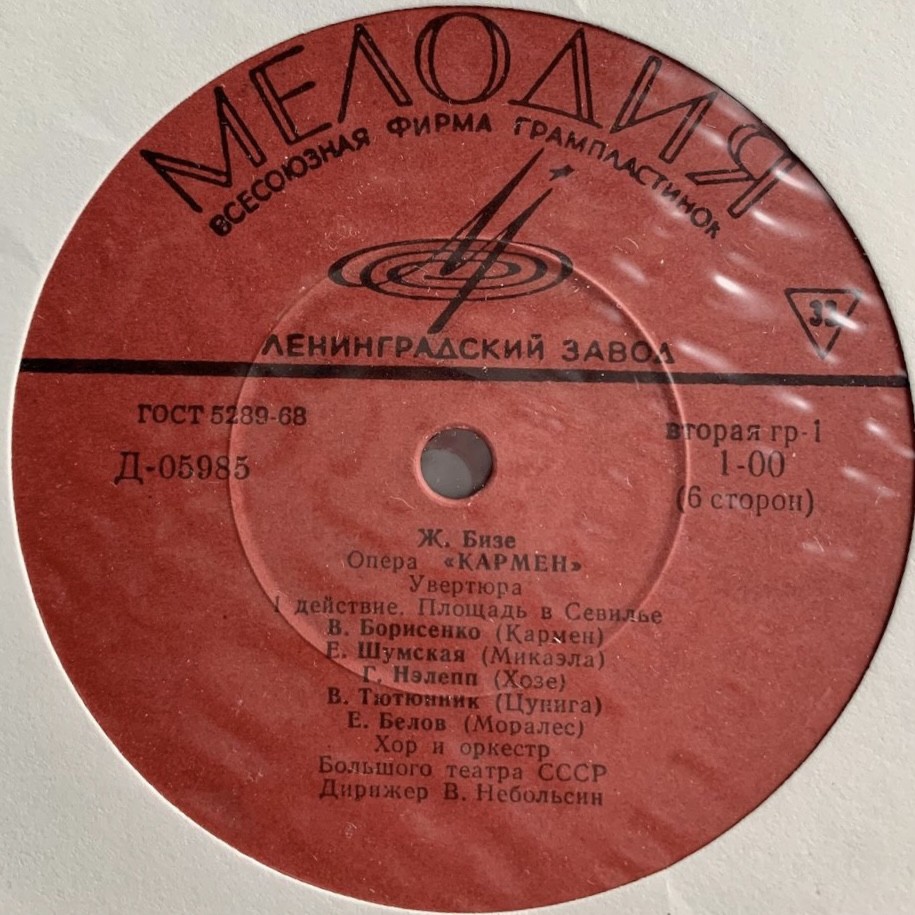 МЕЛОДИЯ
ВСЕСОЮЗНАЯ ФИРМА ГРАМПЛАСТИНОК
33
ЛЕНИНГРАДСКИЙ ЗАВОД
ГОСТ 5289-68
вторая гр-1
Д-05985
1-00
(6 сторон)
Ж. Бизе
Опера «КАРМЕН»
Увертюра
1 действие. Площадь в Севилье
В. Борисенко (Кармен)
Е. Шумская (Микаэла)
Г. Нэлепп (Хозе)
В. Тютюнник (Цунига)
Е. Белов (Моралес)
Хор и оркестр
Большого театра СССР
Дирижер В. Небольсин